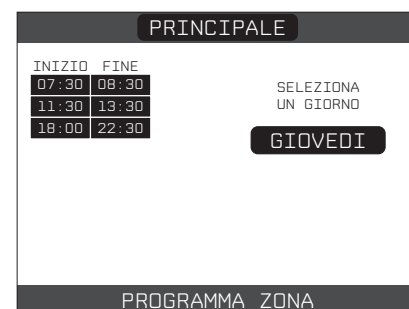 PRINCIPALE
INIZIO FINE
07:30 08:30
11:30 13:30
18:00 22:30
SELEZIONA
UN GIORNO
GIOVEDI
PROGRAMMA ZONA